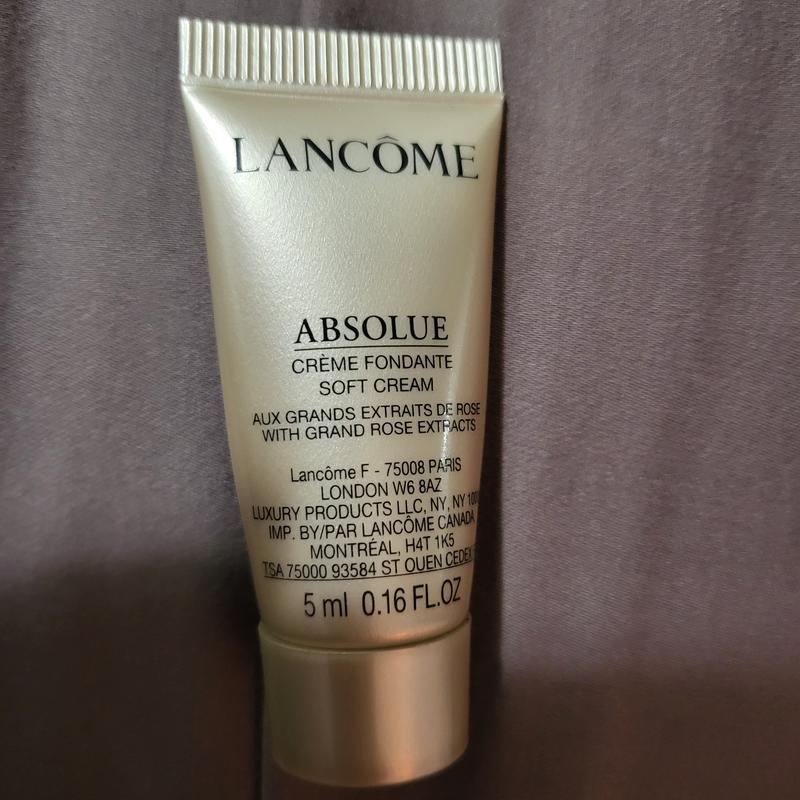 LANCÔME
ABSOLUE
CRÈME FONDANTE
SOFT CREAM
AUX GRANDS EXTRAITS DE ROSE
WITH GRAND ROSE EXTRACTS
Lancôme F - 75008 PARIS
LONDON W6 8AZ
LUXURY PRODUCTS LLC, NY, NY
IMP. BY/PAR LANCÔME CANADA
MONTRÉAL, H4T 1K5
TSA 75000 93584 ST OUEN CEDEX
5 ml 0.16 FL.OZ